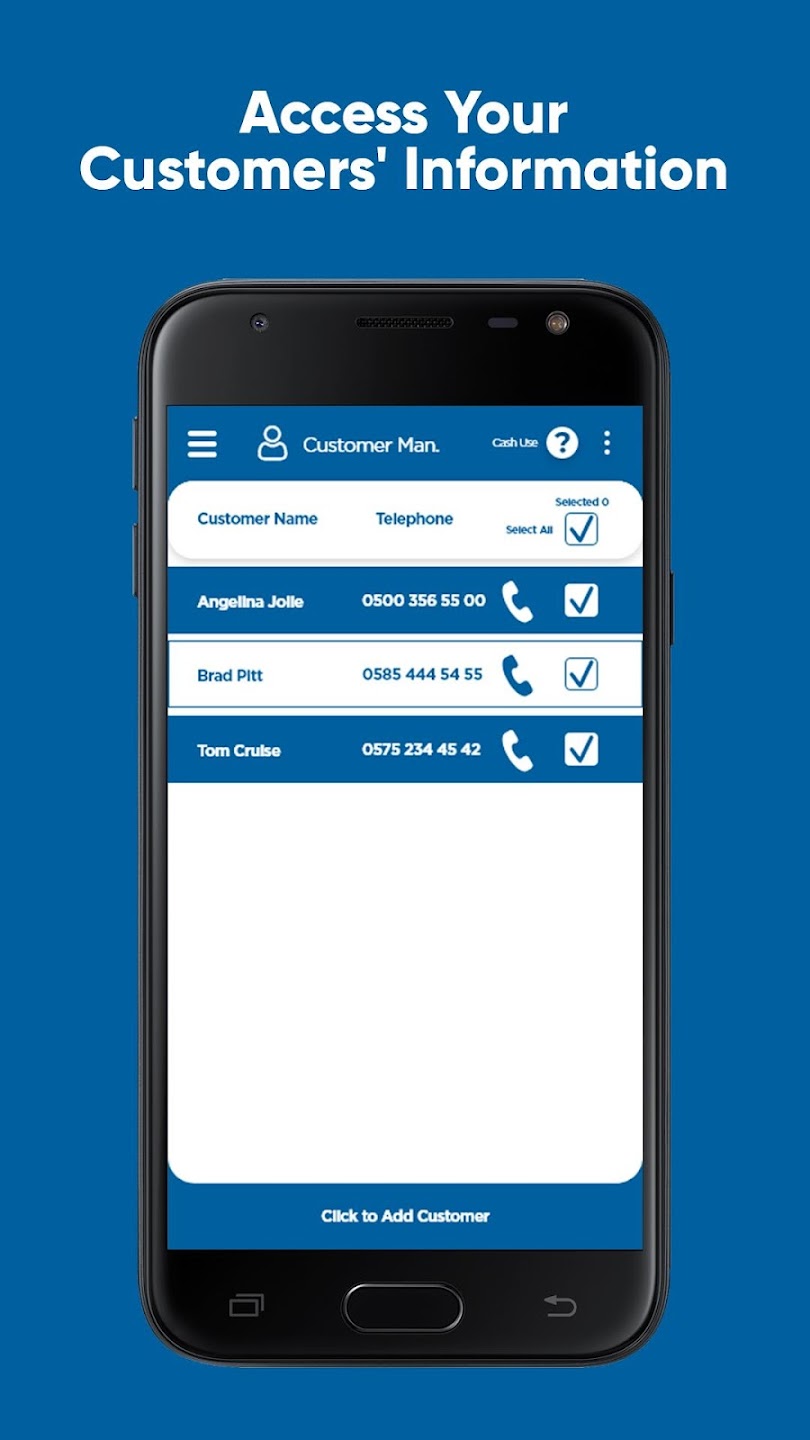 Access Your
Customers' Information
Customer Man.
Cash Use ?
Selected 0
Customer Name Telephone Select All
Angelina Jolie 0500 356 55 00
Brad Pitt 0585 444 54 55
Tom Cruise 0575 234 45 42
Click to Add Customer